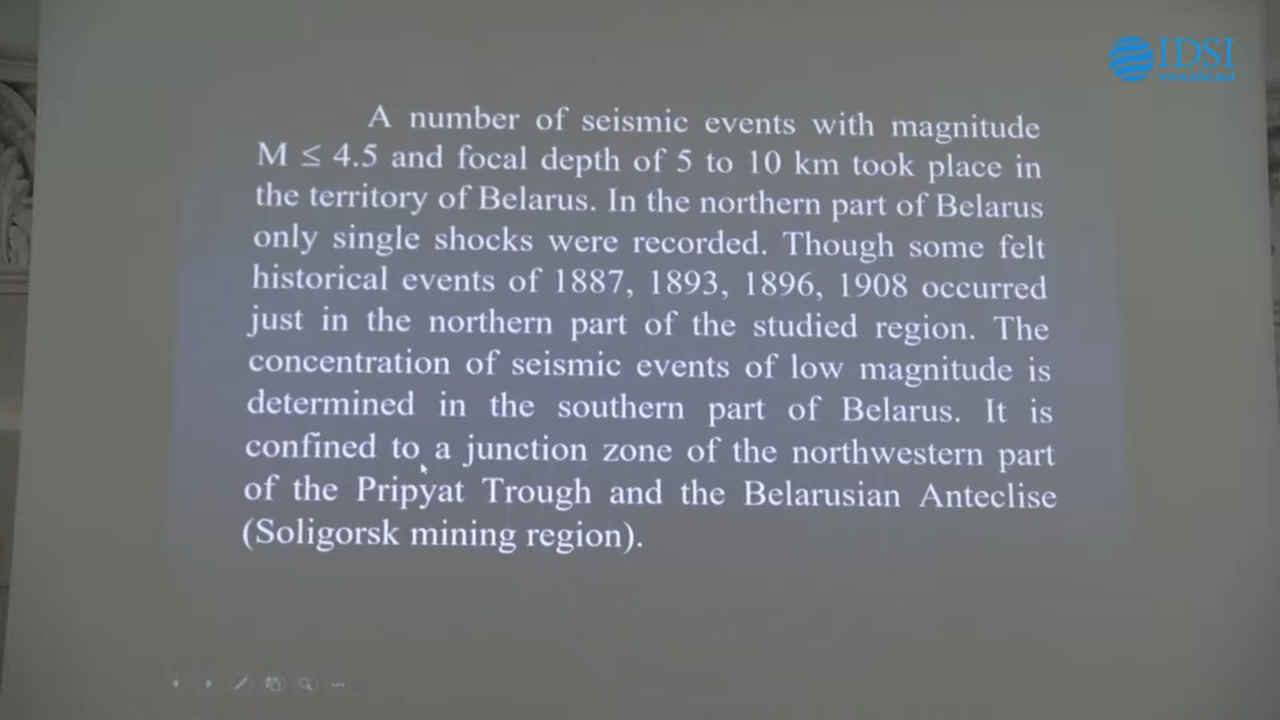 IDSI
www.idsi.md
A number of seismic events with magnitude
M ≤ 4.5 and focal depth of 5 to 10 km took place in
the territory of Belarus. In the northern part of Belarus
only single shocks were recorded. Though some felt
historical events of 1887, 1893, 1896, 1908 occurred
just in the northern part of the studied region. The
concentration of seismic events of low magnitude is
determined in the southern part of Belarus. It is
confined to a junction zone of the northwestern part
of the Pripyat Trough and the Belarusian Anteclise
(Soligorsk mining region).